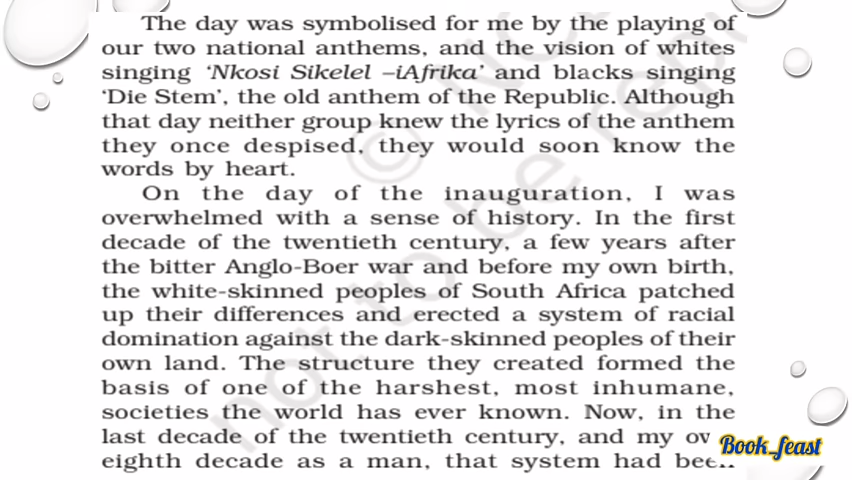 The day was symbolised for me by the playing of
our two national anthems, and the vision of whites
singing ‘Nkosi Sikelel –iAfrika’ and blacks singing
‘Die Stem’, the old anthem of the Republic. Although
that day neither group knew the lyrics of the anthem
they once despised, they would soon know the
words by heart.
On the day of the inauguration, I was
overwhelmed with a sense of history. In the first
decade of the twentieth century, a few years after
the bitter Anglo-Boer war and before my own birth,
the white-skinned peoples of South Africa patched
up their differences and erected a system of racial
domination against the dark-skinned peoples of their
own land. The structure they created formed the
basis of one of the harshest, most inhumane,
societies the world has ever known. Now, in the
last decade of the twentieth century, and my own
eighth decade as a man, that system had been
Book_feast
© NC
not to be repu